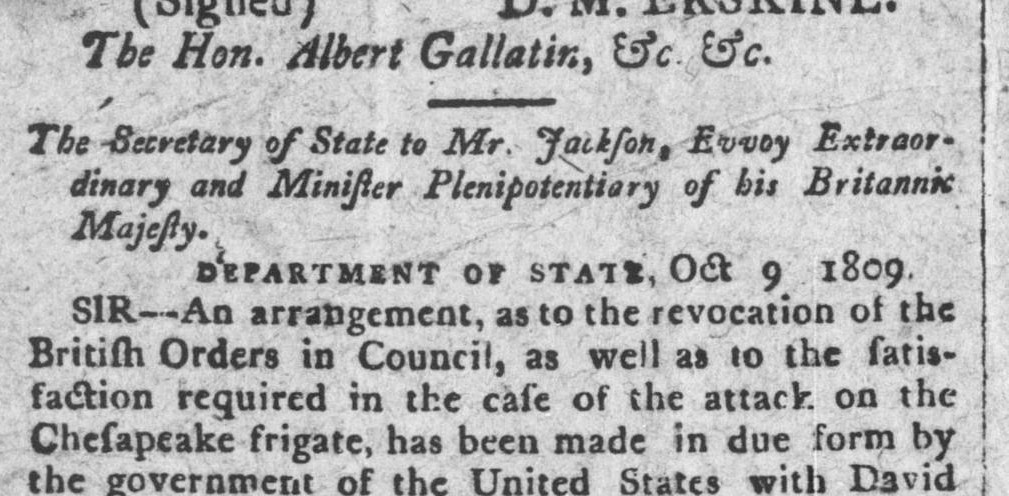 (Signed) D. M. ERSKINE.
The Hon. Albert Gallatin, &c. &c.
The Secretary of State to Mr. Jackſon, Envoy Extraor-
dinary and Miniſter Plenipotentiary of his Britannic
Majeſty.
DEPARTMENT OF STATE, Oct 9 1809.
SIR--An arrangement, as to the revocation of the
Britiſh Orders in Council, as well as to the ſatis-
faction required in the caſe of the attack on the
Cheſapeake frigate, has been made in due form by
the government of the United States with David